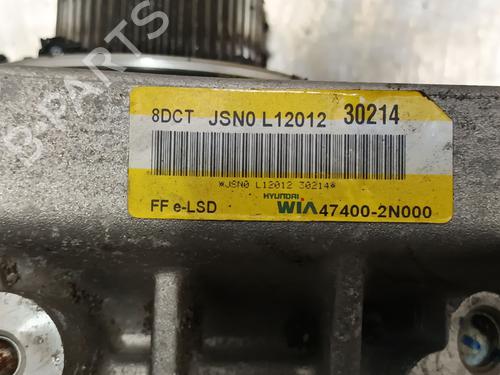 8DCT JSN0 L12012 30214
*JSN0 L12012 30214*
FF e-LSD HYUNDAI WIA 47400-2N000
B-PARTS